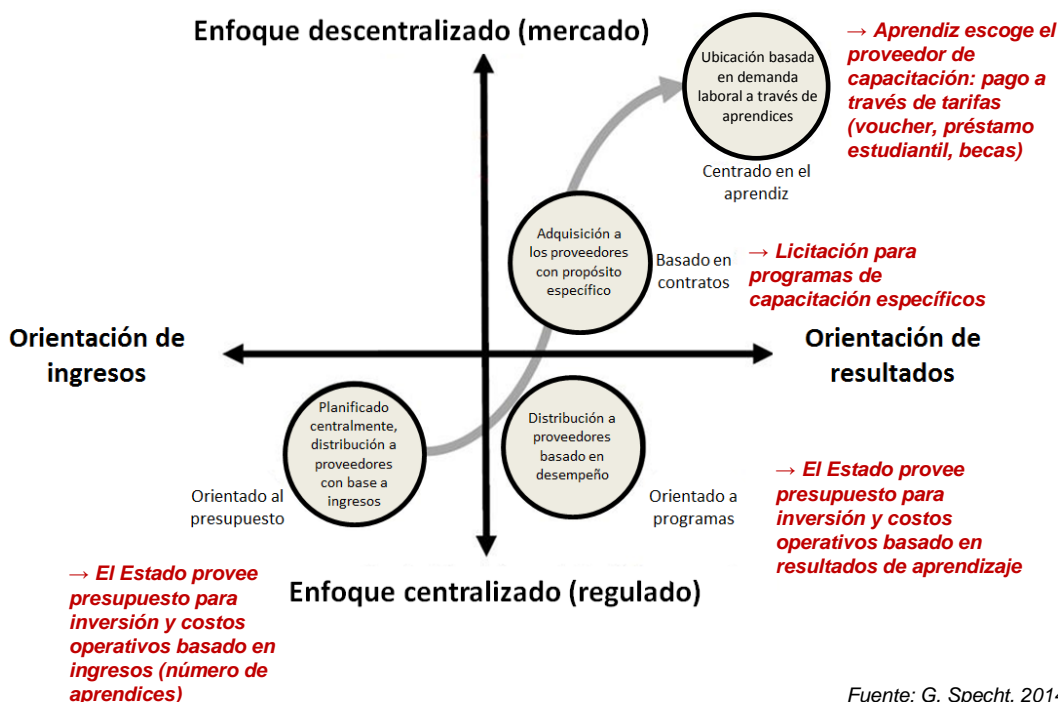 Enfoque descentralizado (mercado)
Ubicación basada
en demanda
laboral a través de
aprendices
→ Aprendiz escoge el
proveedor de
capacitación: pago a
través de tarifas
(voucher, préstamo
estudiantil, becas)
Centrado en el
aprendiz
Adquisición a
los proveedores
con propósito
específico
Basado en
contratos
→ Licitación para
programas de
capacitación específicos
Orientación de
ingresos
Orientación de
resultados
Planificado
centralmente,
distribución a
proveedores
con base a
ingresos
Orientado al
presupuesto
Distribución a
proveedores
basado en
desempeño
Orientado a
programas
→ El Estado provee
presupuesto para
inversión y costos
operativos basado en
resultados de aprendizaje
Enfoque centralizado (regulado)
→ El Estado provee
presupuesto para
inversión y costos
operativos basado en
ingresos (número de
aprendices)
Fuente: G. Specht, 2014